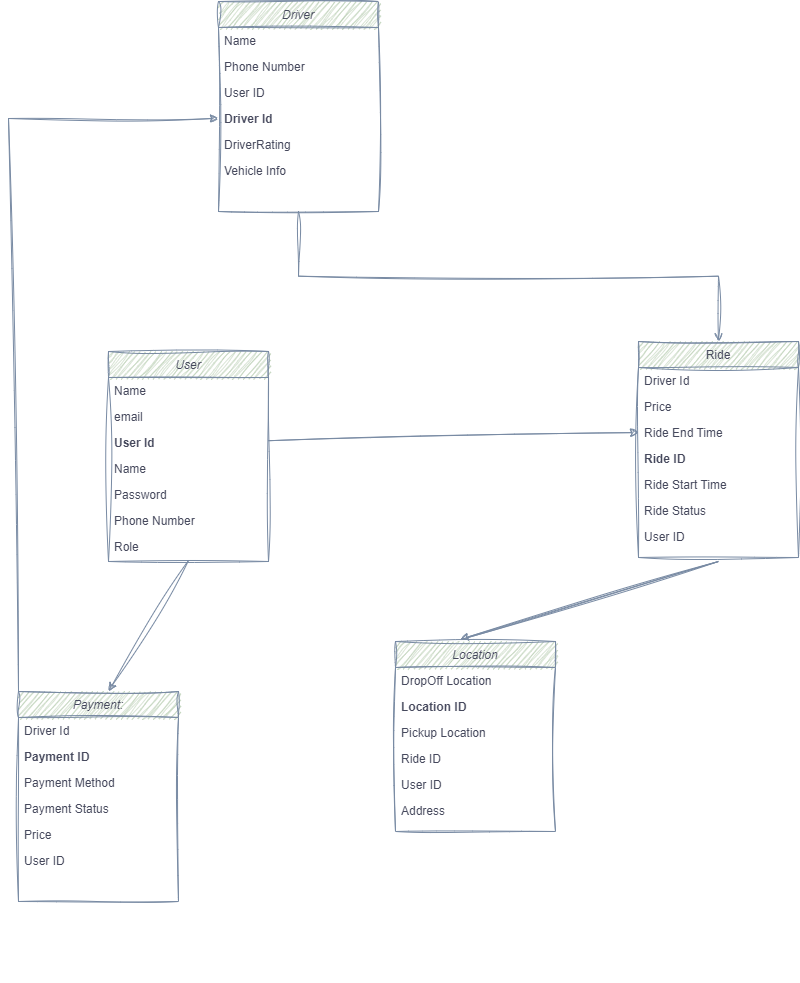 Driver
Name
Phone Number
User ID
Driver Id
DriverRating
Vehicle Info
User
Name
email
User Id
Name
Password
Phone Number
Role
Ride
Driver Id
Price
Ride End Time
Ride ID
Ride Start Time
Ride Status
User ID
Location
DropOff Location
Location ID
Pickup Location
Ride ID
User ID
Address
Payment:
Driver Id
Payment ID
Payment Method
Payment Status
Price
User ID